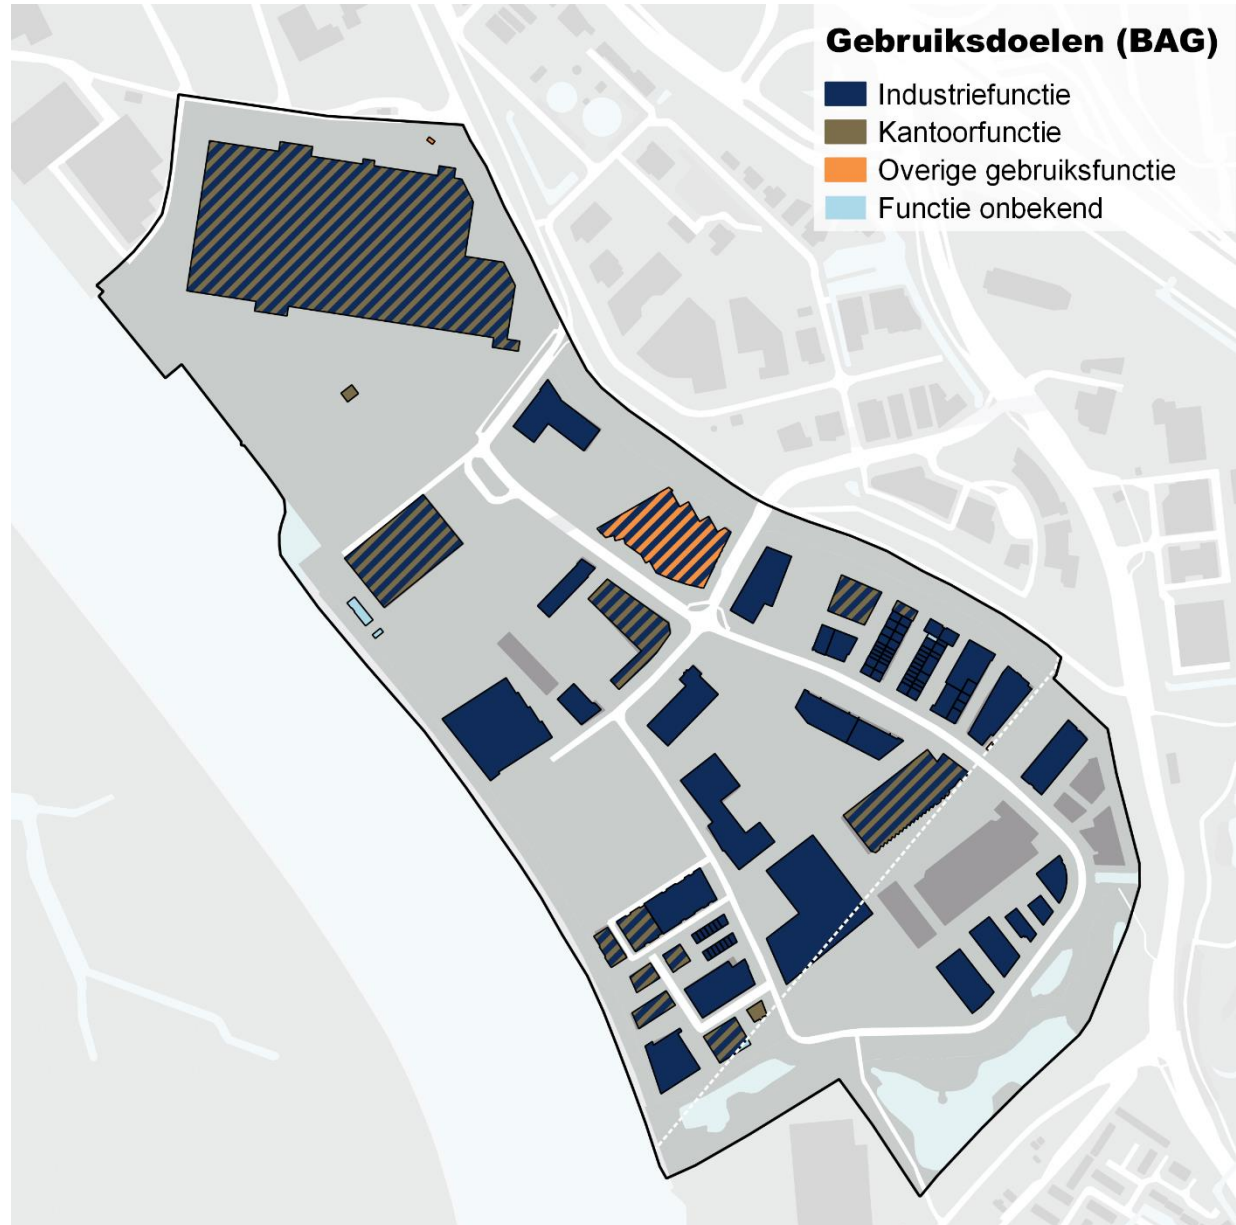 Gebruiksdoelen (BAG)
Industriefunctie
Kantoorfunctie
Overige gebruiksfunctie
Functie onbekend